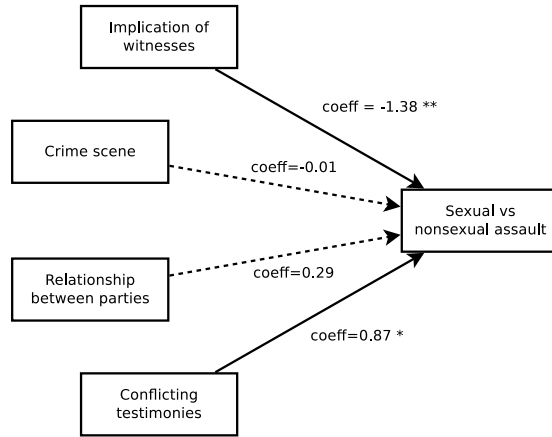 Implication of
witnesses
coeff = -1.38 **
Crime scene
coeff=-0.01
Sexual vs
nonsexual assault
Relationship
between parties
coeff=0.29
coeff=0.87 *
Conflicting
testimonies